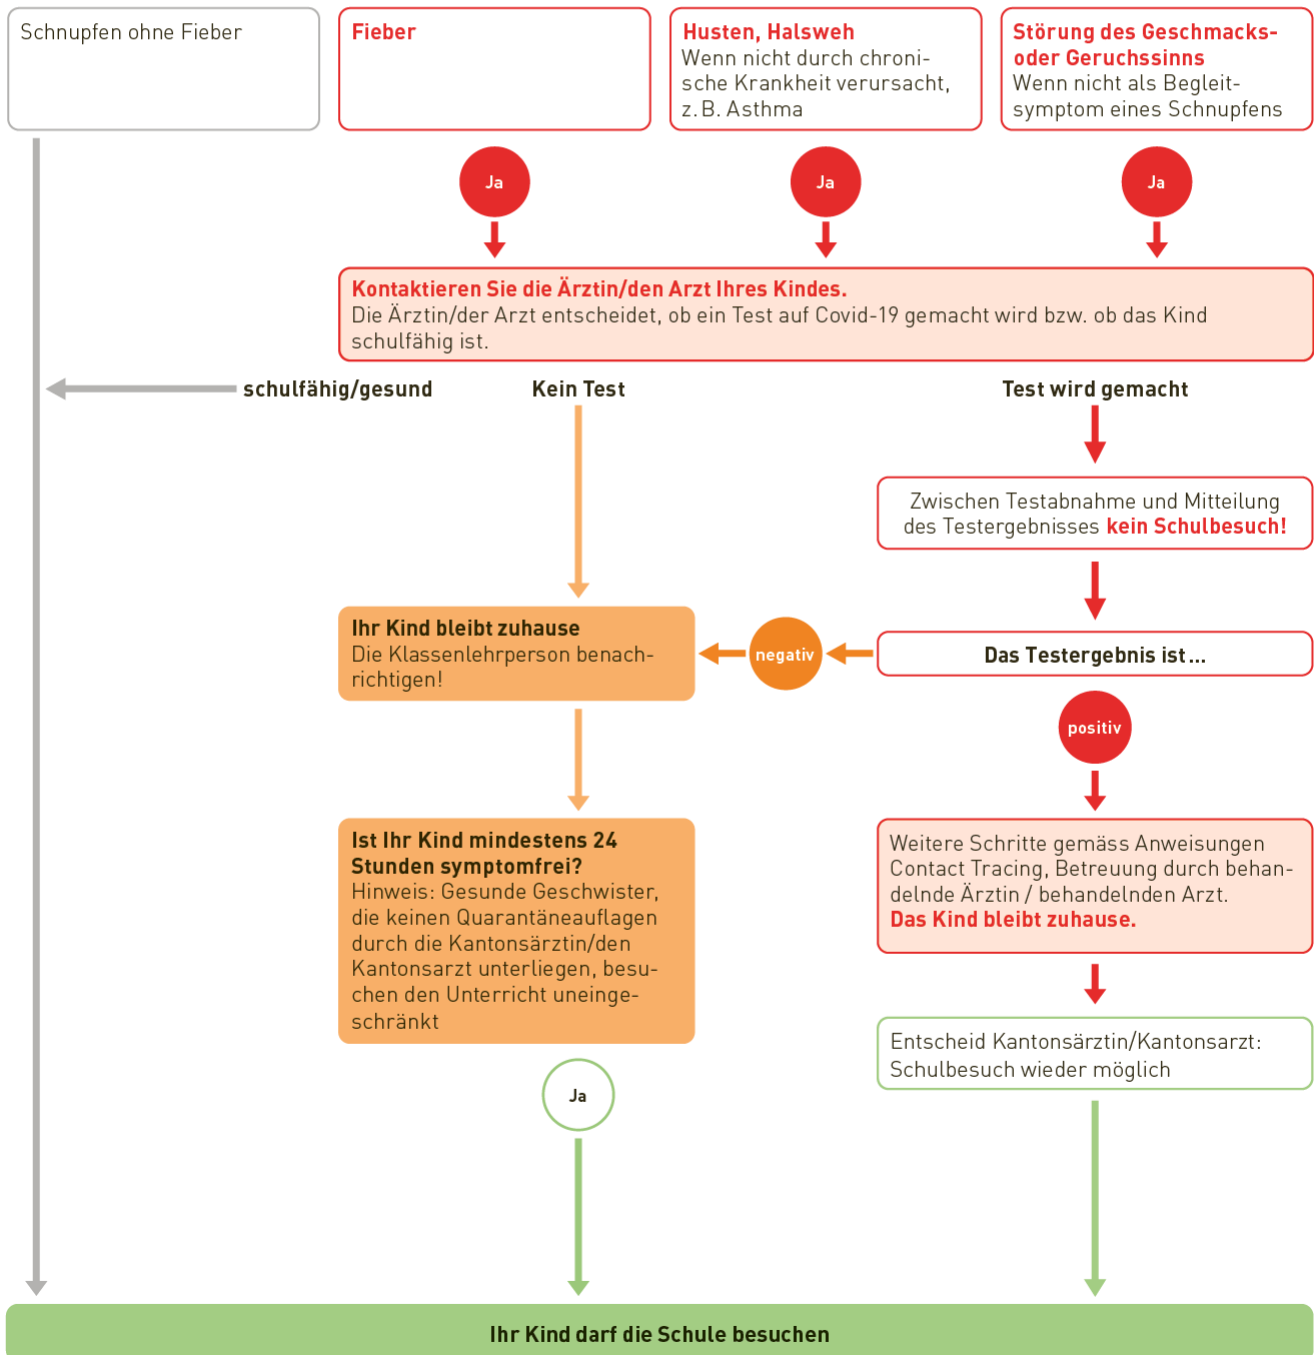 Schnupfen ohne Fieber
Fieber
Husten, Halsweh
Wenn nicht durch chroni-
sche Krankheit verursacht,
z.B. Asthma
Störung des Geschmacks-
oder Geruchssinns
Wenn nicht als Begleit-
symptom eines Schnupfens
Ja
Ja
Ja
Kontaktieren Sie die Ärztin/den Arzt Ihres Kindes.
Die Ärztin/der Arzt entscheidet, ob ein Test auf Covid-19 gemacht wird bzw. ob das Kind
schulfähig ist.
schulfähig/gesund
Kein Test
Test wird gemacht
Zwischen Testabnahme und Mitteilung
des Testergebnisses kein Schulbesuch!
Ihr Kind bleibt zuhause
Die Klassenlehrperson benach-
richtigen!
negativ
Das Testergebnis ist...
positiv
Ist Ihr Kind mindestens 24
Stunden symptomfrei?
Hinweis: Gesunde Geschwister,
die keinen Quarantäneauflagen
durch die Kantonsärztin/den
Kantonsarzt unterliegen, besu-
chen den Unterricht uneinge-
schränkt
Weitere Schritte gemäss Anweisungen
Contact Tracing, Betreuung durch behan-
delnde Ärztin / behandelnden Arzt.
Das Kind bleibt zuhause.
Entscheid Kantonsärztin/Kantonsarzt:
Schulbesuch wieder möglich
Ja
Ihr Kind darf die Schule besuchen